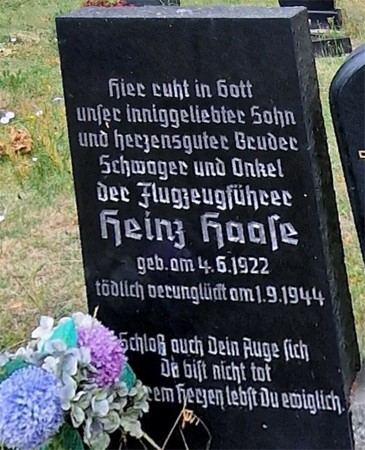 Hier ruht in Gott
unser inniggeliebter Sohn
und herzensguter Bruder
Schwager und Onkel
der Flugzeugführer
Heinz Haase
geb. am 4.6.1922
tödlich verunglückt am 1.9.1944
Schloß auch Dein Auge sich
Du bist nicht tot
Herzen lebst Du ewiglich.